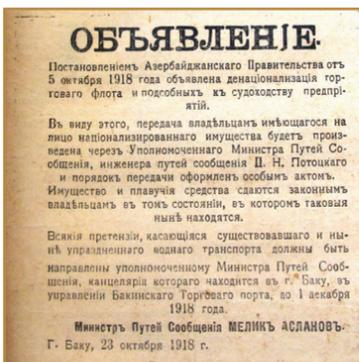 ОБЪЯВЛЕНІЕ.
Постановленіемъ Азербайджанскаго Правительства отъ
5 октября 1918 года объявлена денаціонализація тор-
говаго флота и подсобныхъ къ судоходству предпрі-
ятій.
Въ виду этого, передача владѣльцамъ имѣющагося на
лицо націонализированнаго имущества будетъ произ-
ведена черезъ Уполномоченнаго Министра Путей Со-
общенія, инженера путей сообщенія П. Н. Потоцкаго
и порядокъ передачи оформленъ особымъ актомъ.
Имущество и плавучія средства сдаются законнымъ
владѣльцамъ въ томъ состояніи, въ которомъ таковыя
нынѣ находятся.
Всякія претензіи, касающіяся существовавшаго и ны-
нѣ упраздненнаго воднаго транспорта должны быть
направлены уполномоченному Министра Путей Сооб-
щенія, канцелярія котораго находится въ г. Баку, въ
управленіи Бакинскаго Торговаго порта, до 1 декабря
1918 года.
Министръ Путей Сообщенія МЕЛИКЪ АСЛАНОВЪ.
Г. Баку, 23 октября 1918 г.